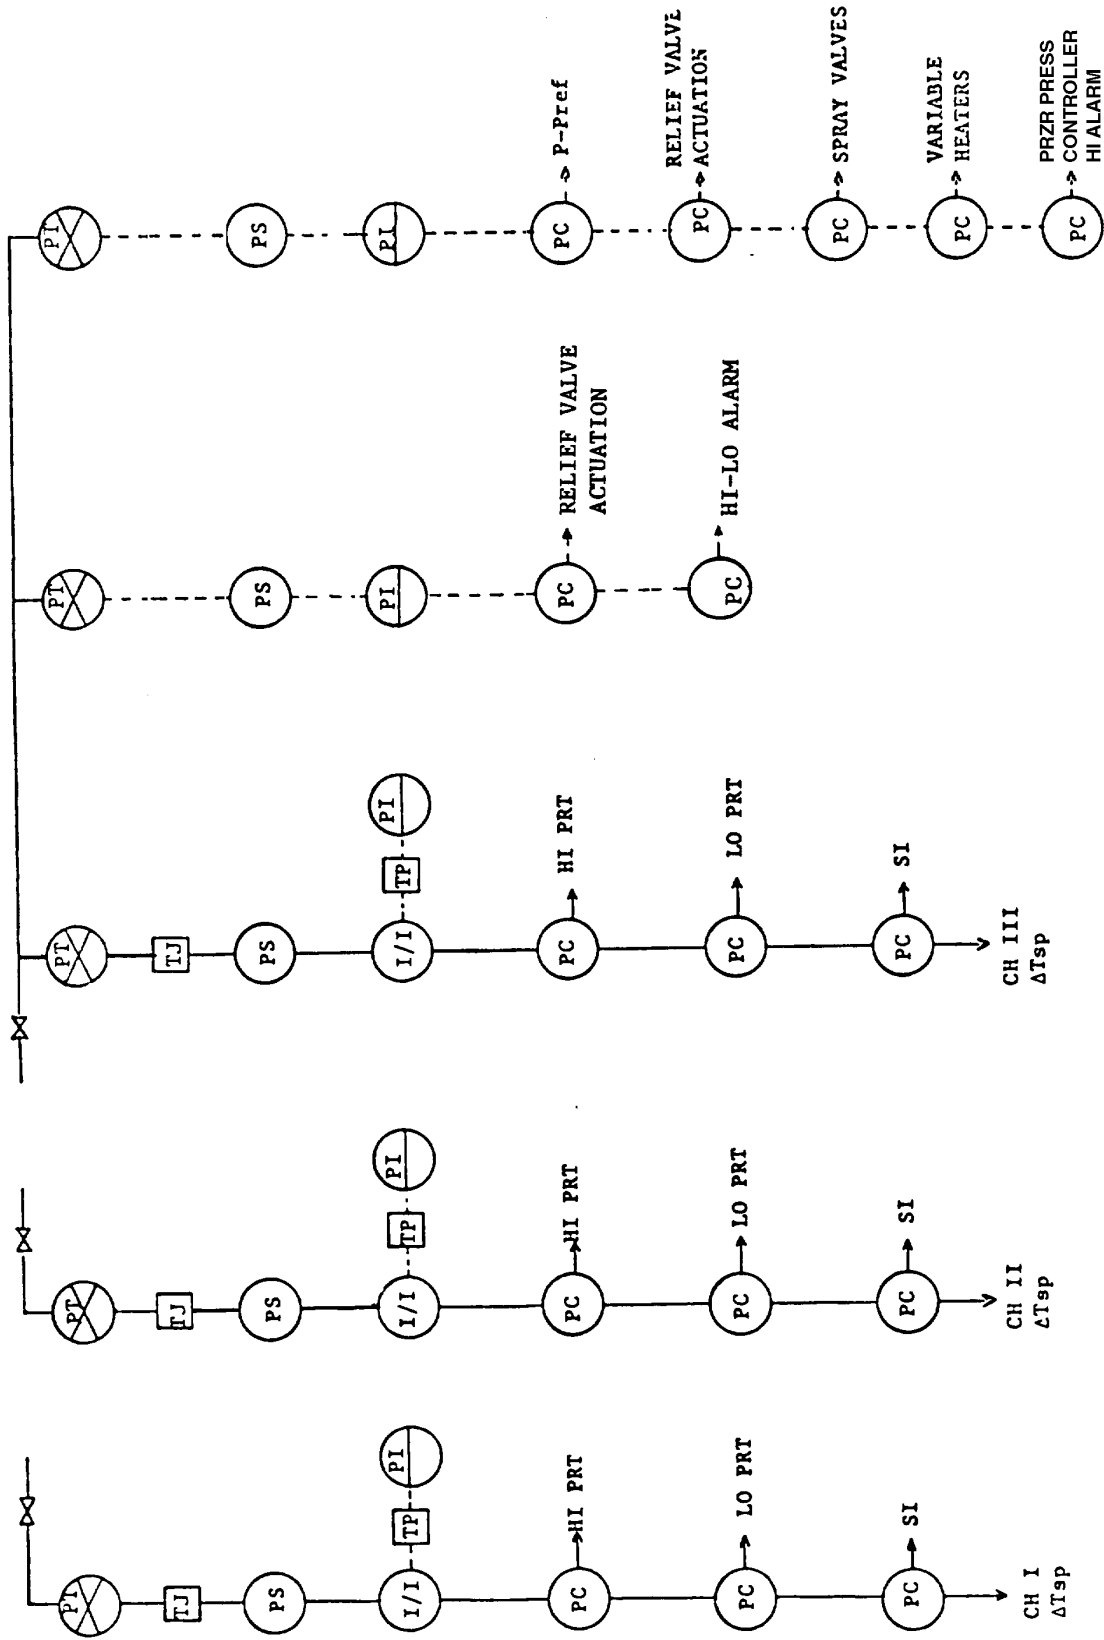 PT
TJ
PS
I/I
TP
PI
PC
HI PRT
PC
LO PRT
PC
SI
CH I
ΔTsp
PT
TJ
PS
I/I
TP
PI
PC
HI PRT
PC
LO PRT
PC
SI
CH II
ΔTsp
PT
TJ
PS
I/I
TP
PI
PC
HI PRT
PC
LO PRT
PC
SI
CH III
ΔTsp
PT
PS
PI
PC
RELIEF VALVE
ACTUATION
PC
HI-LO ALARM
PT
PS
PI
PC
P-Pref
PC
RELIEF VALVE
ACTUATION
PC
SPRAY VALVES
PC
VARIABLE
HEATERS
PC
PRZR PRESS
CONTROLLER
HI ALARM